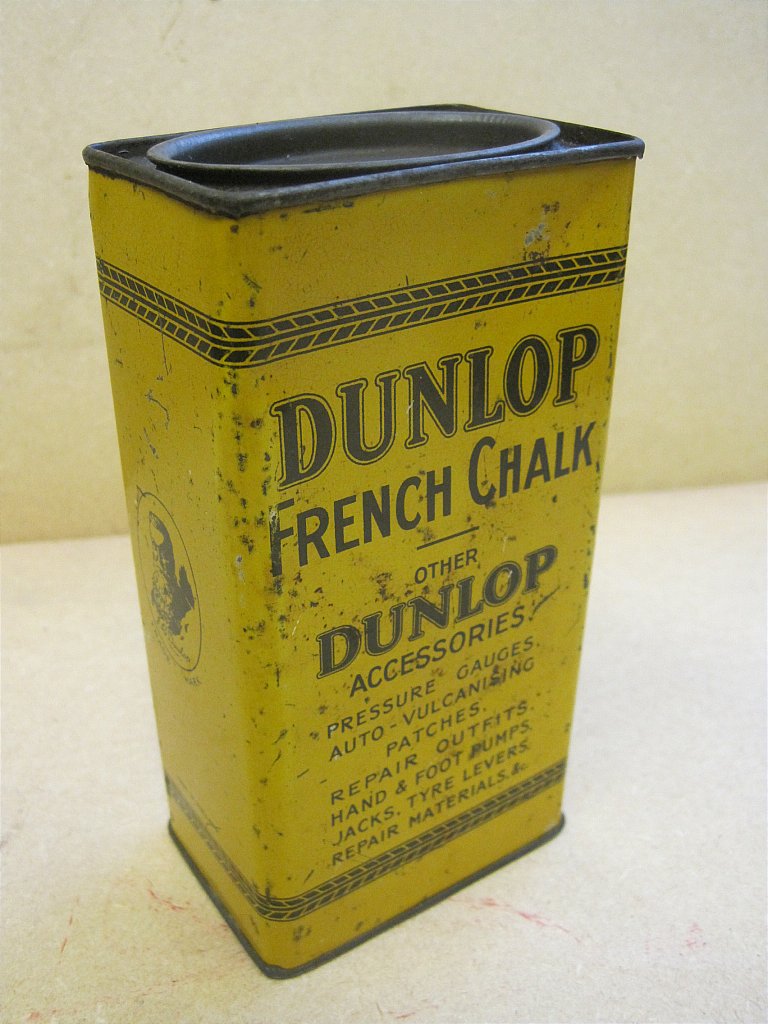 DUNLOP
FRENCH CHALK
OTHER
DUNLOP
ACCESSORIES:
PRESSURE GAUGES.
AUTO-VULCANISING
PATCHES.
REPAIR OUTFITS.
HAND & FOOT PUMPS.
JACKS. TYRE LEVERS.
REPAIR MATERIALS.&c.
MARK